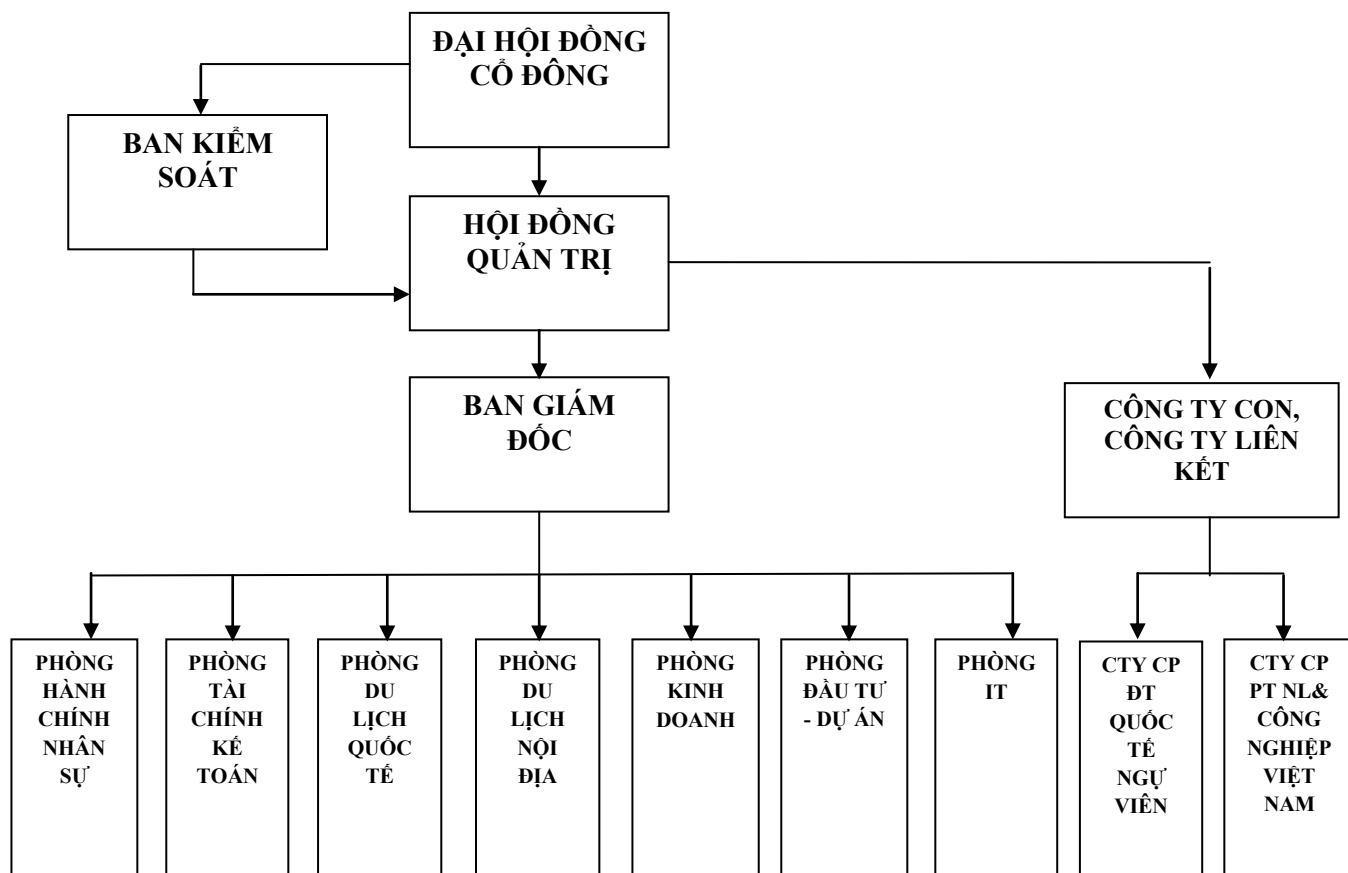 ĐẠI HỘI ĐỒNG
CỔ ĐÔNG
BAN KIỂM
SOÁT
HỘI ĐỒNG
QUẢN TRỊ
BAN GIÁM
ĐỐC
CÔNG TY CON,
CÔNG TY LIÊN
KẾT
PHÒNG
HÀNH
CHÍNH
NHÂN
SỰ
PHÒNG
TÀI
CHÍNH
KẾ
TOÁN
PHÒNG
DU
LỊCH
QUỐC
TẾ
PHÒNG
DU
LỊCH
NỘI
ĐỊA
PHÒNG
KINH
DOANH
PHÒNG
ĐẦU TƯ
- DỰ ÁN
PHÒNG
IT
CTY CP
ĐT
QUỐC
TẾ
NGỰ
VIÊN
CTY CP
PT NL&
CÔNG
NGHIỆP
VIỆT
NAM